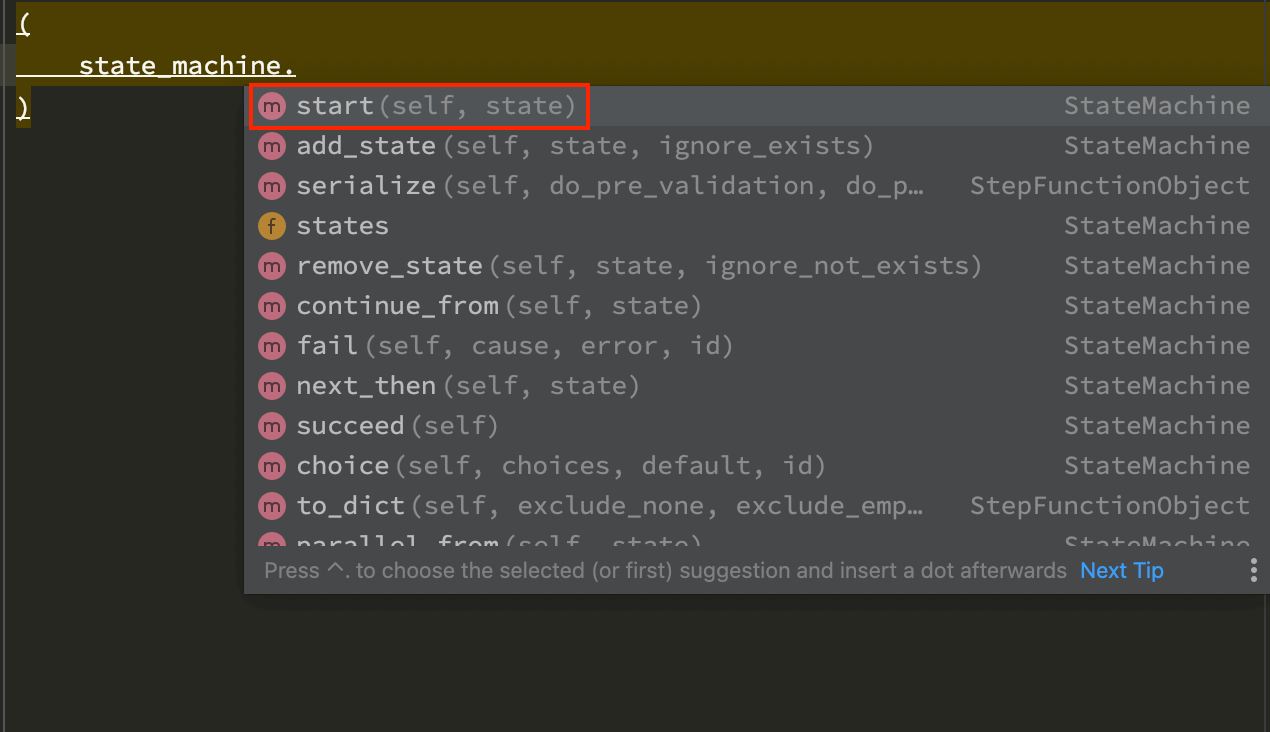 (
state_machine.
)
m start(self, state) StateMachine
m add_state(self, state, ignore_exists) StateMachine
m serialize(self, do_pre_validation, do_p… StepFunctionObject
f states StateMachine
m remove_state(self, state, ignore_not_exists) StateMachine
m continue_from(self, state) StateMachine
m fail(self, cause, error, id) StateMachine
m next_then(self, state) StateMachine
m succeed(self) StateMachine
m choice(self, choices, default, id) StateMachine
m to_dict(self, exclude_none, exclude_emp… StepFunctionObject
m parallel_from(self, state) StateMachine
Press ^. to choose the selected (or first) suggestion and insert a dot afterwards Next Tip